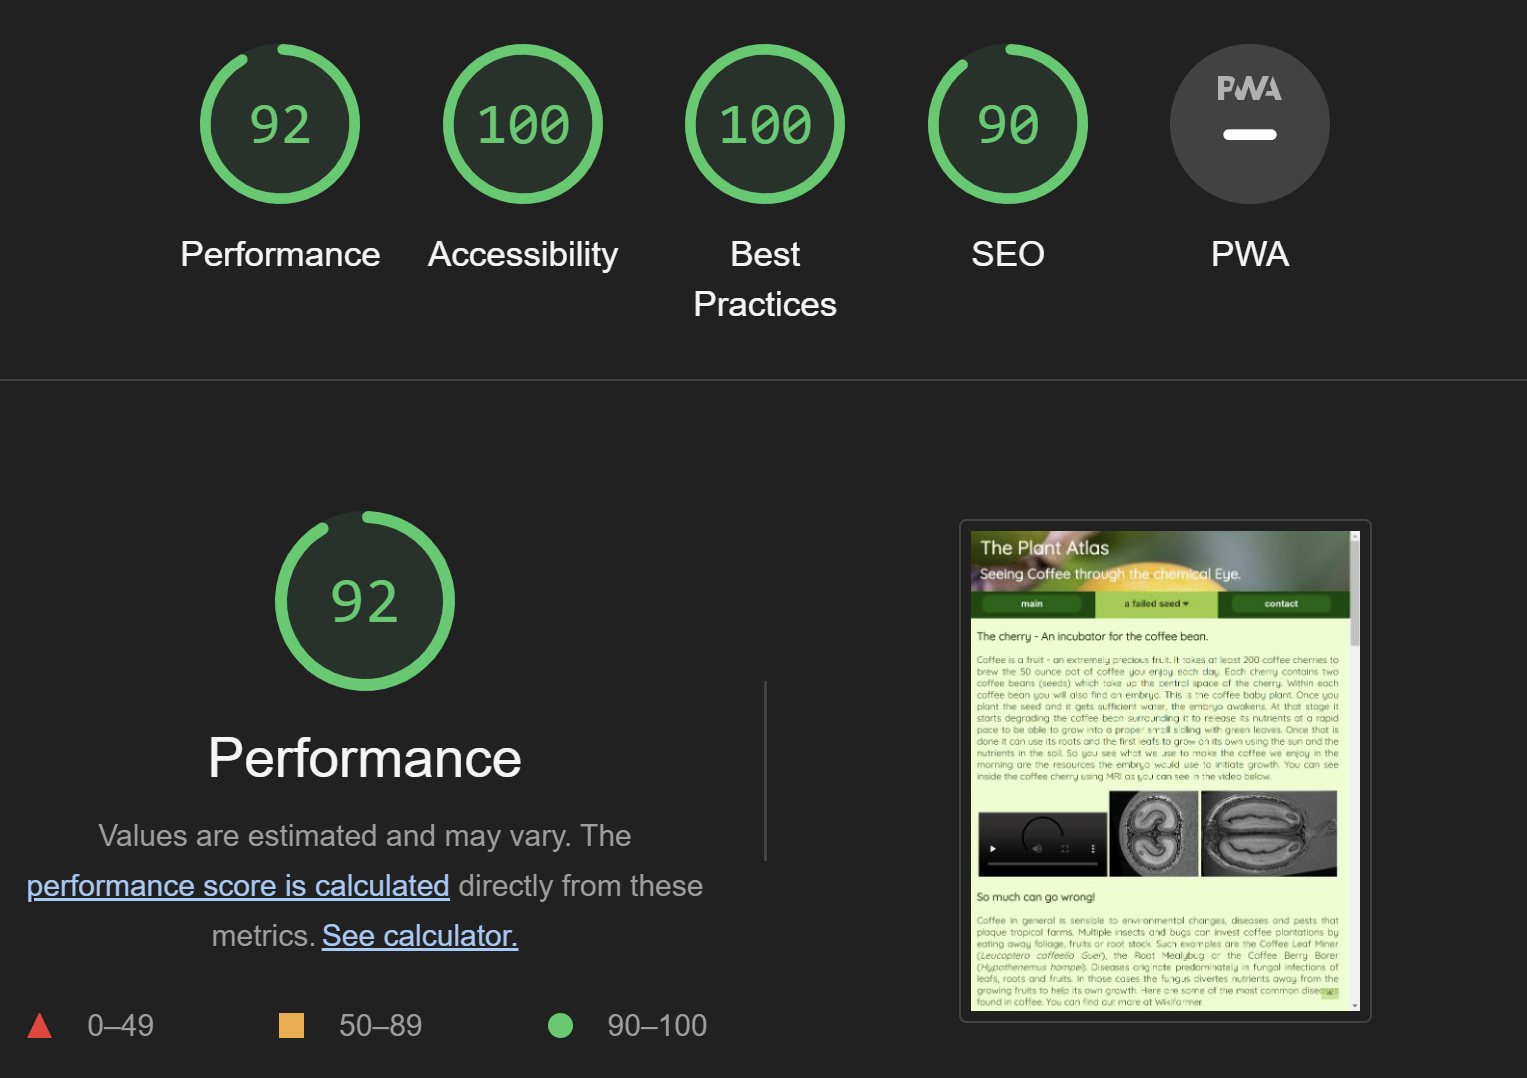 92
100
100
90
PWA
Performance
Accessibility
Best
Practices
SEO
PWA
92
Performance
Values are estimated and may vary. The
performance score is calculated directly from these
metrics. See calculator.
0–49
50–89
90–100
The Plant Atlas
Seeing Coffee through the chemical Eye.
main
a failed seed
contact
The cherry - An incubator for the coffee bean.
Coffee is a fruit - an extremely precious fruit. It takes at least 200 coffee cherries to
brew the 50 ounce pot of coffee you enjoy each day. Each cherry contains two
coffee beans (seeds) which take up the central space of the cherry. Within each
coffee bean you will also find an embryo. This is the coffee baby plant. Once you
plant the seed and it gets sufficient water, the embryo awakens. At that stage it
starts degrading the coffee bean surrounding it to release its nutrients at a rapid
pace to be able to grow into a proper small sidling with green leaves. Once that is
done it can use its roots and the first leafs to grow on its own using the sun and the
nutrients in the soil. So you see what we use to make the coffee we enjoy in the
morning are the resources the embryo would use to initiate growth. You can see
inside the coffee cherry using MRI as you can see in the video below.
So much can go wrong!
Coffee in general is sensible to environmental changes, diseases and pests that
plaque tropical farms. Multiple insects and bugs can invest coffee plantations by
eating away foliage, fruits or root stock. Such examples are the Coffee Leaf Miner
(Leucoptera coffeella Guer), the Root Mealybug or the Coffee Berry Borer
(Hypothenemus hampei). Diseases originate predominately in fungal infections of
leafs, roots and fruits. In those cases the fungus divertes nutrients away from the
growing fruits to help its own growth. Here are some of the most common diseases
found in coffee. You can find out more at Wikifarmer.